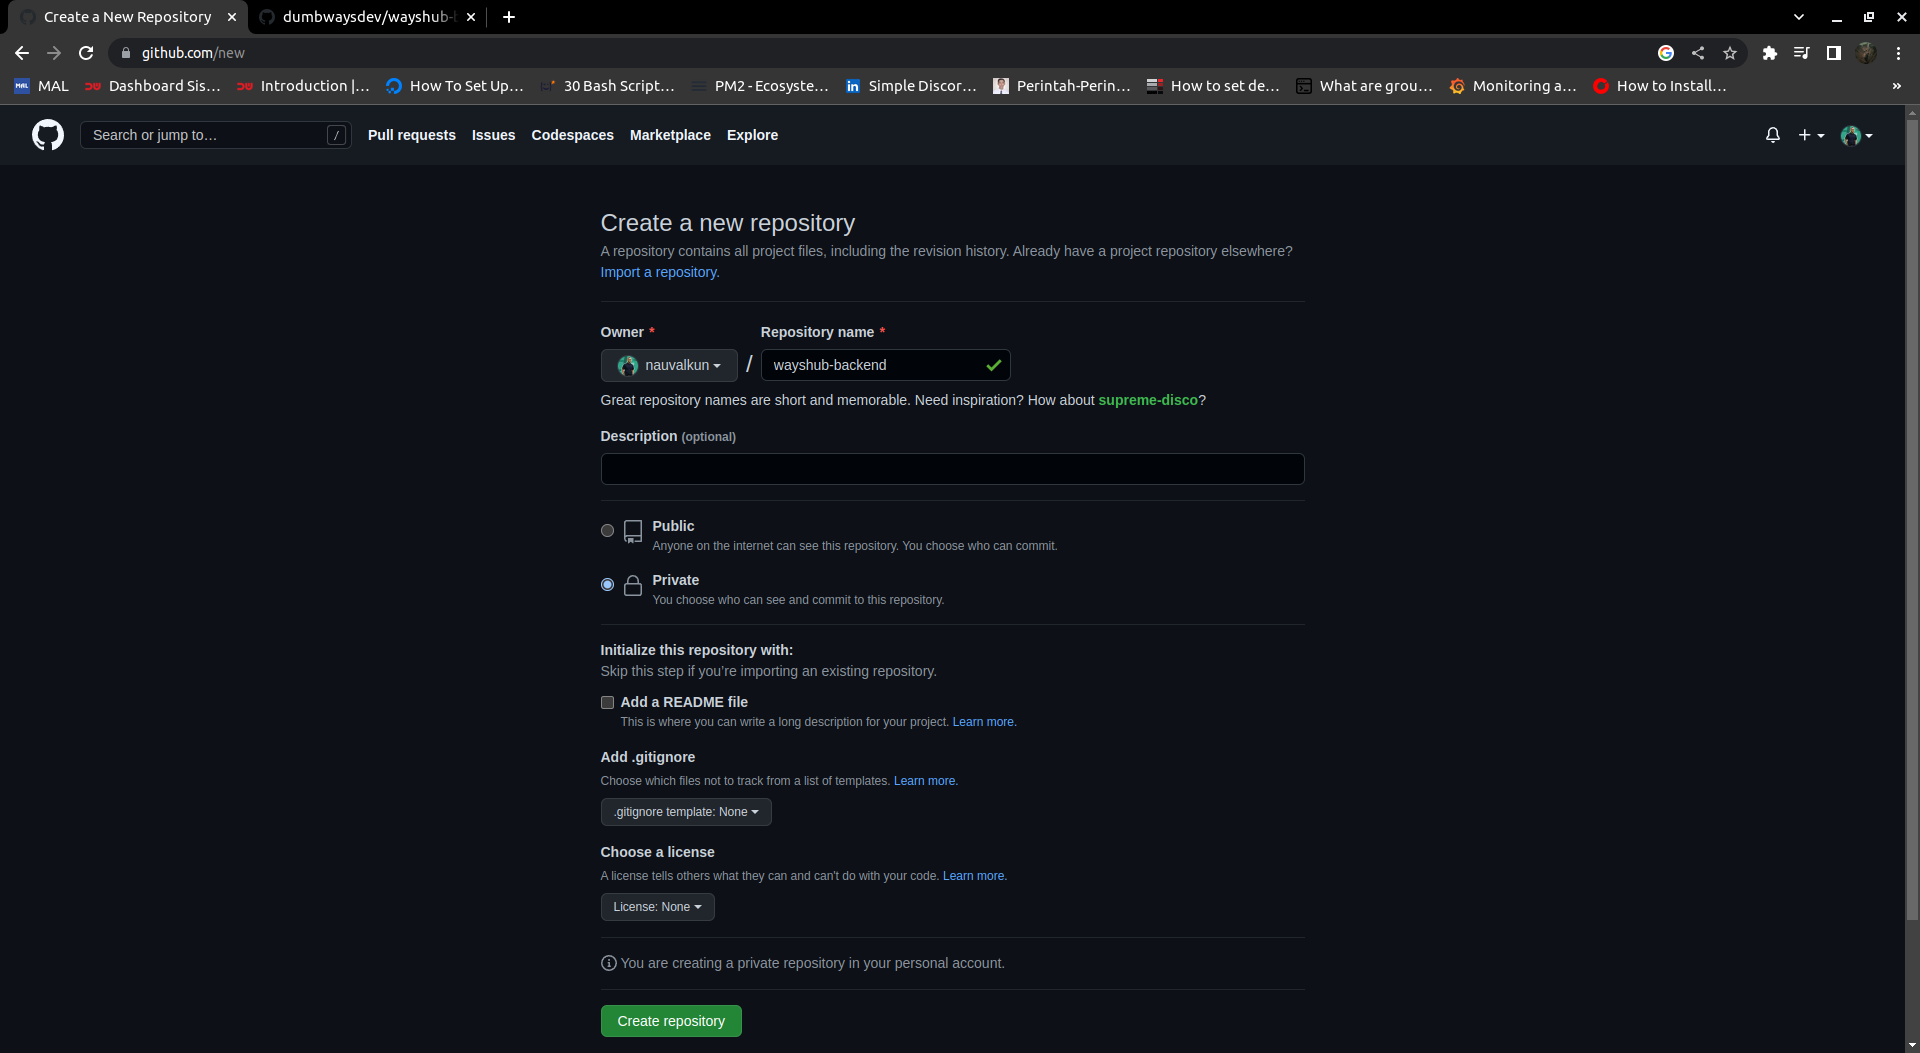 Create a New Repository
dumbwaysdev/wayshub-b
github.com/new
MAL
Dashboard Sis…
Introduction |…
How To Set Up…
30 Bash Script…
PM2 - Ecosyste…
Simple Discor…
Perintah-Perin…
How to set de…
What are grou…
Monitoring a…
How to Install…
Search or jump to…
/
Pull requests
Issues
Codespaces
Marketplace
Explore
Create a new repository
A repository contains all project files, including the revision history. Already have a project repository elsewhere?
Import a repository.
Owner *
Repository name *
nauvalkun
/
wayshub-backend
Great repository names are short and memorable. Need inspiration? How about supreme-disco?
Description (optional)
Public
Anyone on the internet can see this repository. You choose who can commit.
Private
You choose who can see and commit to this repository.
Initialize this repository with:
Skip this step if you’re importing an existing repository.
Add a README file
This is where you can write a long description for your project. Learn more.
Add .gitignore
Choose which files not to track from a list of templates. Learn more.
.gitignore template: None
Choose a license
A license tells others what they can and can't do with your code. Learn more.
License: None
You are creating a private repository in your personal account.
Create repository